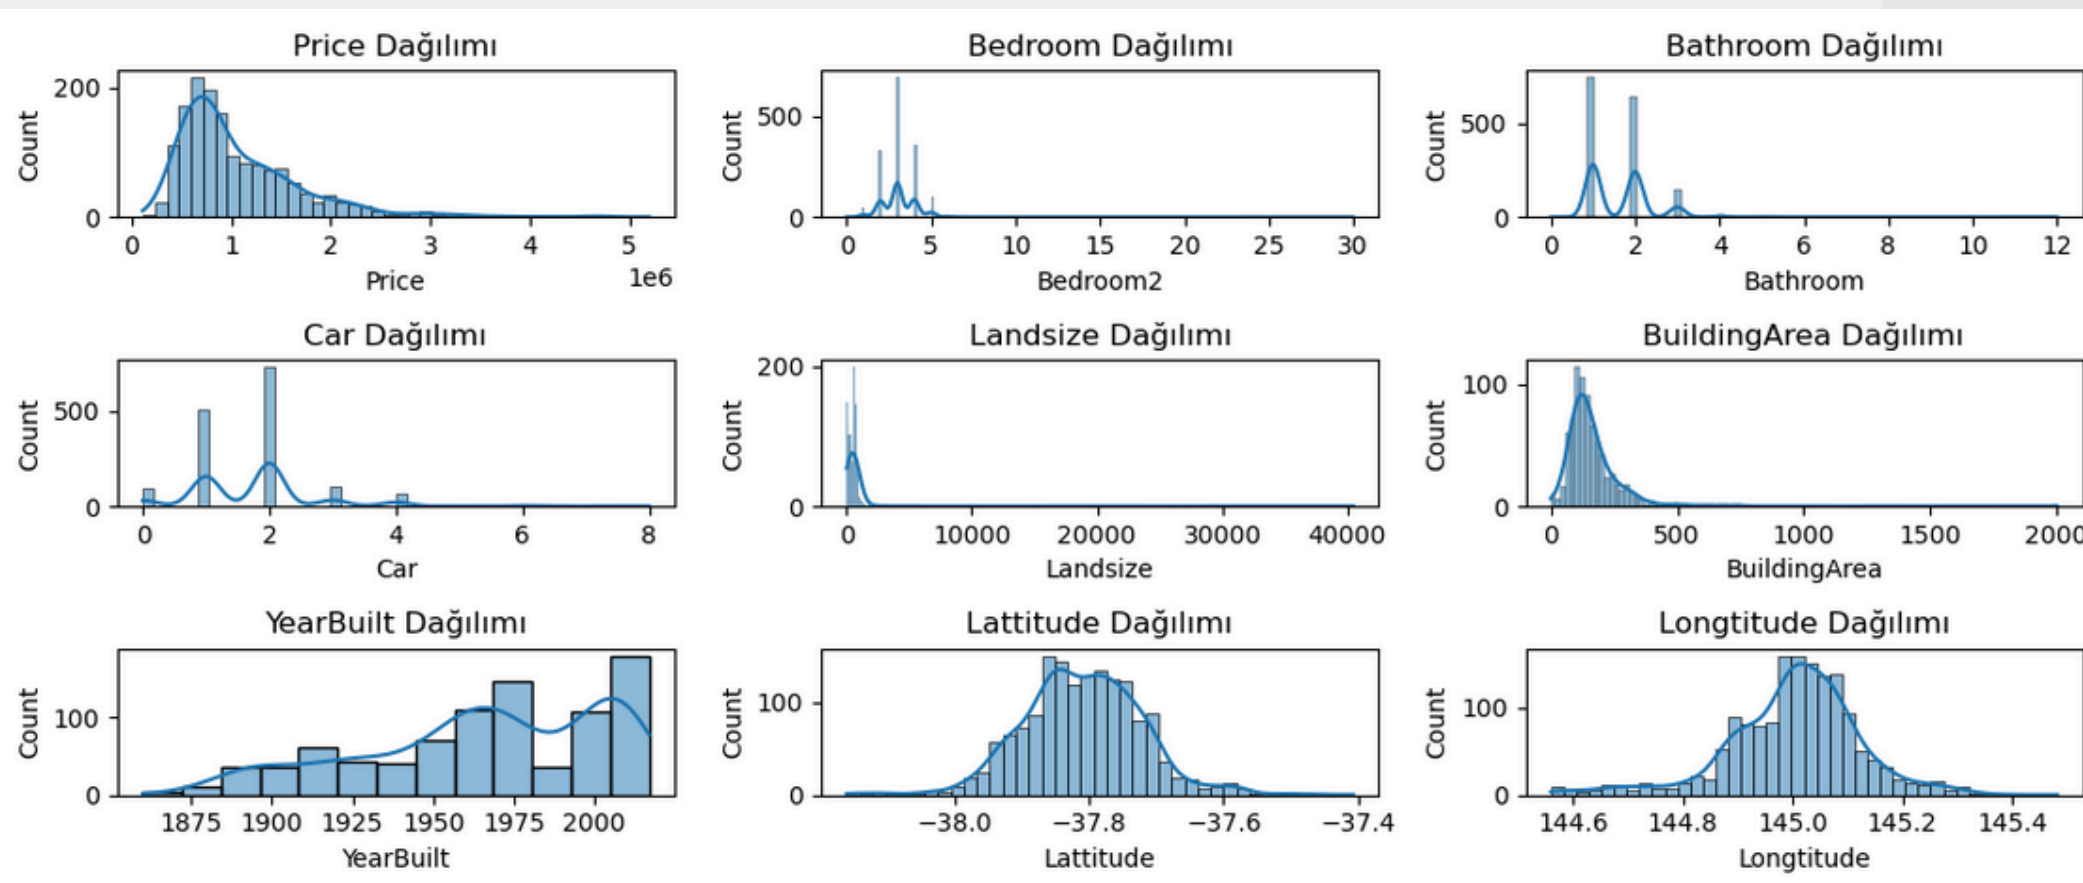 Price Dağılımı
Count
200
0
0 1 2 3 4 5
1e6
Price
Bedroom Dağılımı
Count
500
0
0 5 10 15 20 25 30
Bedroom2
Bathroom Dağılımı
Count
500
0
0 2 4 6 8 10 12
Bathroom
Car Dağılımı
Count
500
0
0 2 4 6 8
Car
Landsize Dağılımı
Count
200
0
0 10000 20000 30000 40000
Landsize
BuildingArea Dağılımı
Count
100
0
0 500 1000 1500 2000
BuildingArea
YearBuilt Dağılımı
Count
100
0
1875 1900 1925 1950 1975 2000
YearBuilt
Lattitude Dağılımı
Count
100
0
−38.0 −37.8 −37.6 −37.4
Lattitude
Longtitude Dağılımı
Count
100
0
144.6 144.8 145.0 145.2 145.4
Longtitude